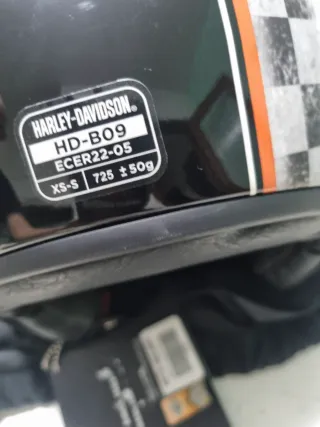 HARLEY-DAVIDSON®
HD-B09
ECER22-05
XS-S 725 ± 50g